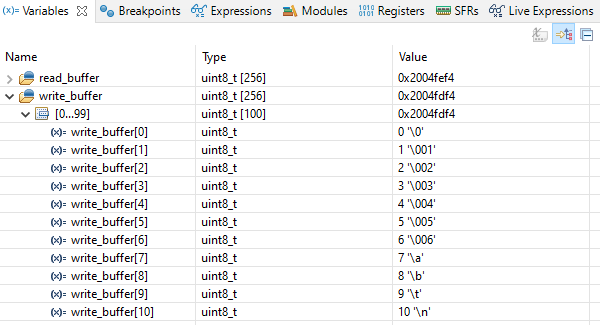 (x)= Variables Breakpoints Expressions Modules 1010 0101 Registers SFRs Live Expressions
Name Type Value
read_buffer uint8_t [256] 0x2004fef4
write_buffer uint8_t [256] 0x2004fdf4
[0...99] uint8_t [100] 0x2004fdf4
(x)= write_buffer[0] uint8_t 0 '\0'
(x)= write_buffer[1] uint8_t 1 '\001'
(x)= write_buffer[2] uint8_t 2 '\002'
(x)= write_buffer[3] uint8_t 3 '\003'
(x)= write_buffer[4] uint8_t 4 '\004'
(x)= write_buffer[5] uint8_t 5 '\005'
(x)= write_buffer[6] uint8_t 6 '\006'
(x)= write_buffer[7] uint8_t 7 '\a'
(x)= write_buffer[8] uint8_t 8 '\b'
(x)= write_buffer[9] uint8_t 9 '\t'
(x)= write_buffer[10] uint8_t 10 '\n'